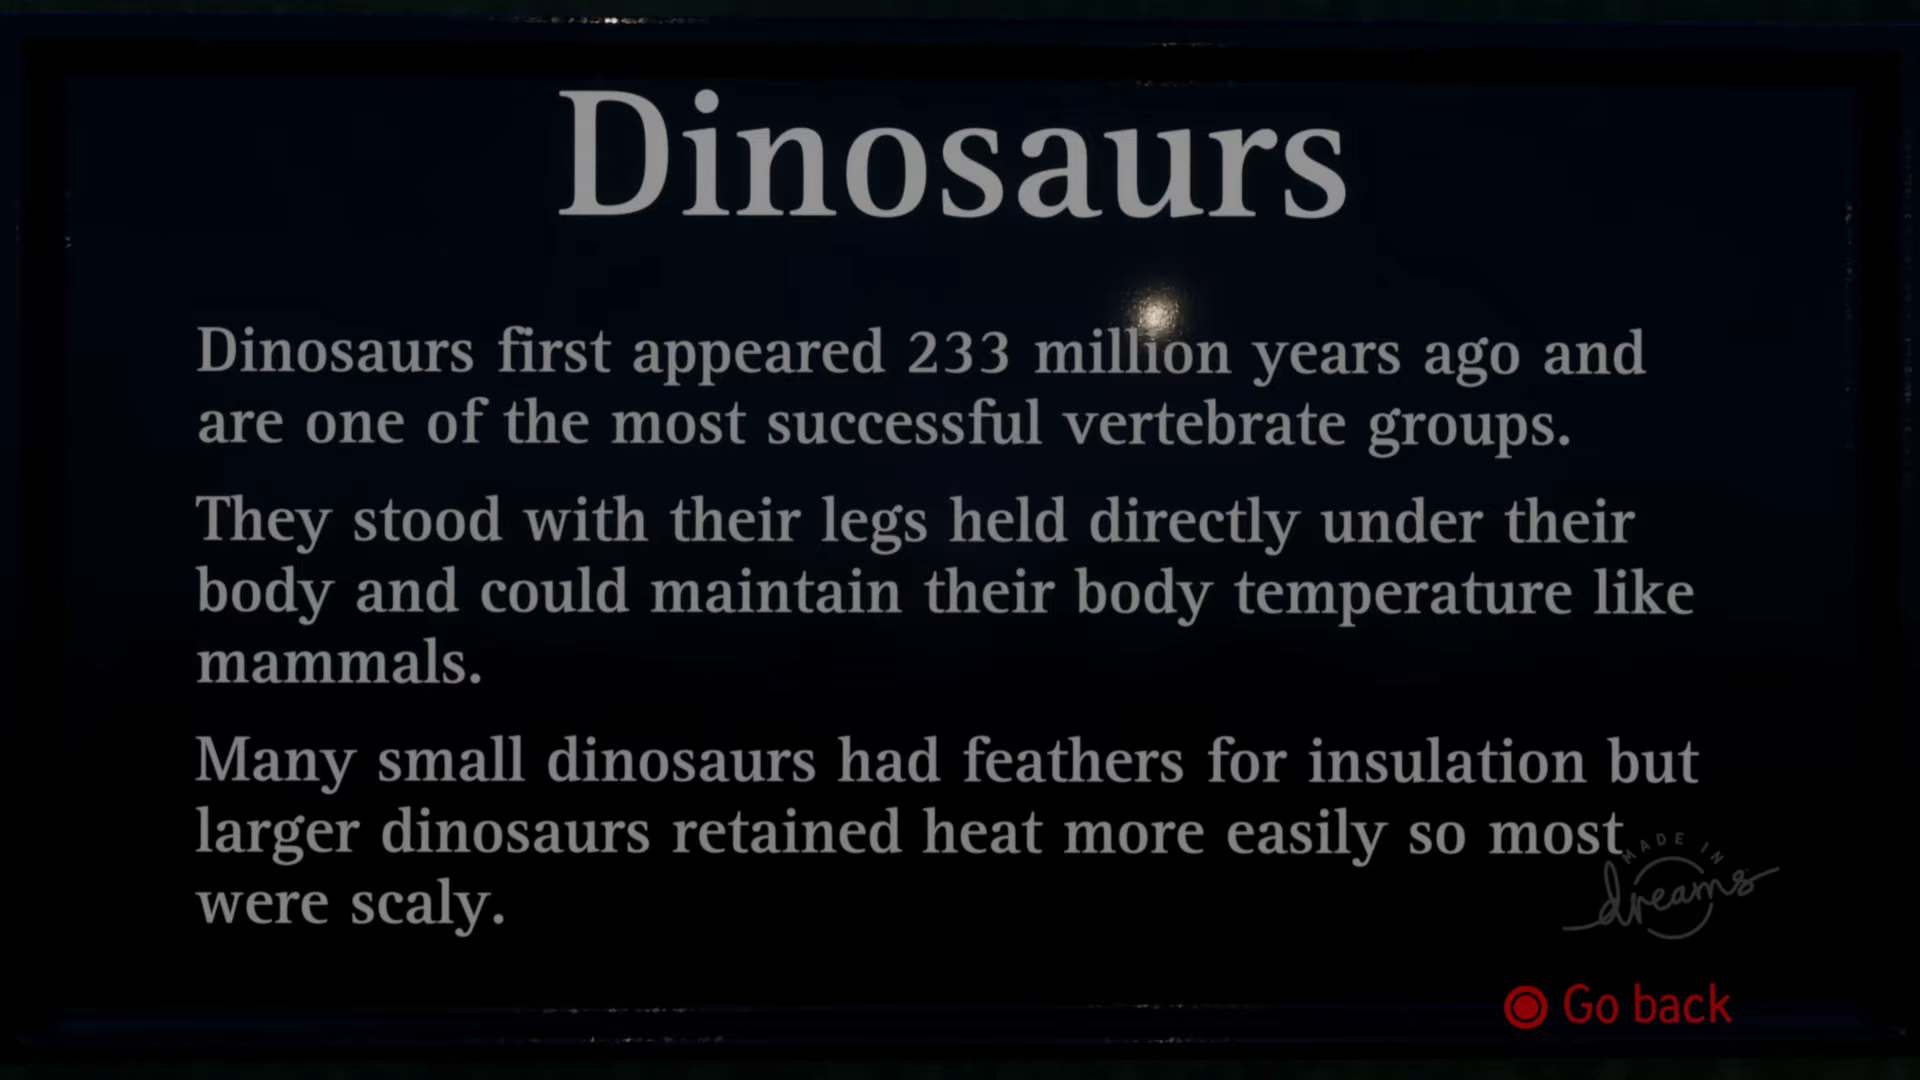 Dinosaurs
Dinosaurs first appeared 233 million years ago and
are one of the most successful vertebrate groups.
They stood with their legs held directly under their
body and could maintain their body temperature like
mammals.
Many small dinosaurs had feathers for insulation but
larger dinosaurs retained heat more easily so most
were scaly.
MADE IN
dreams
Go back